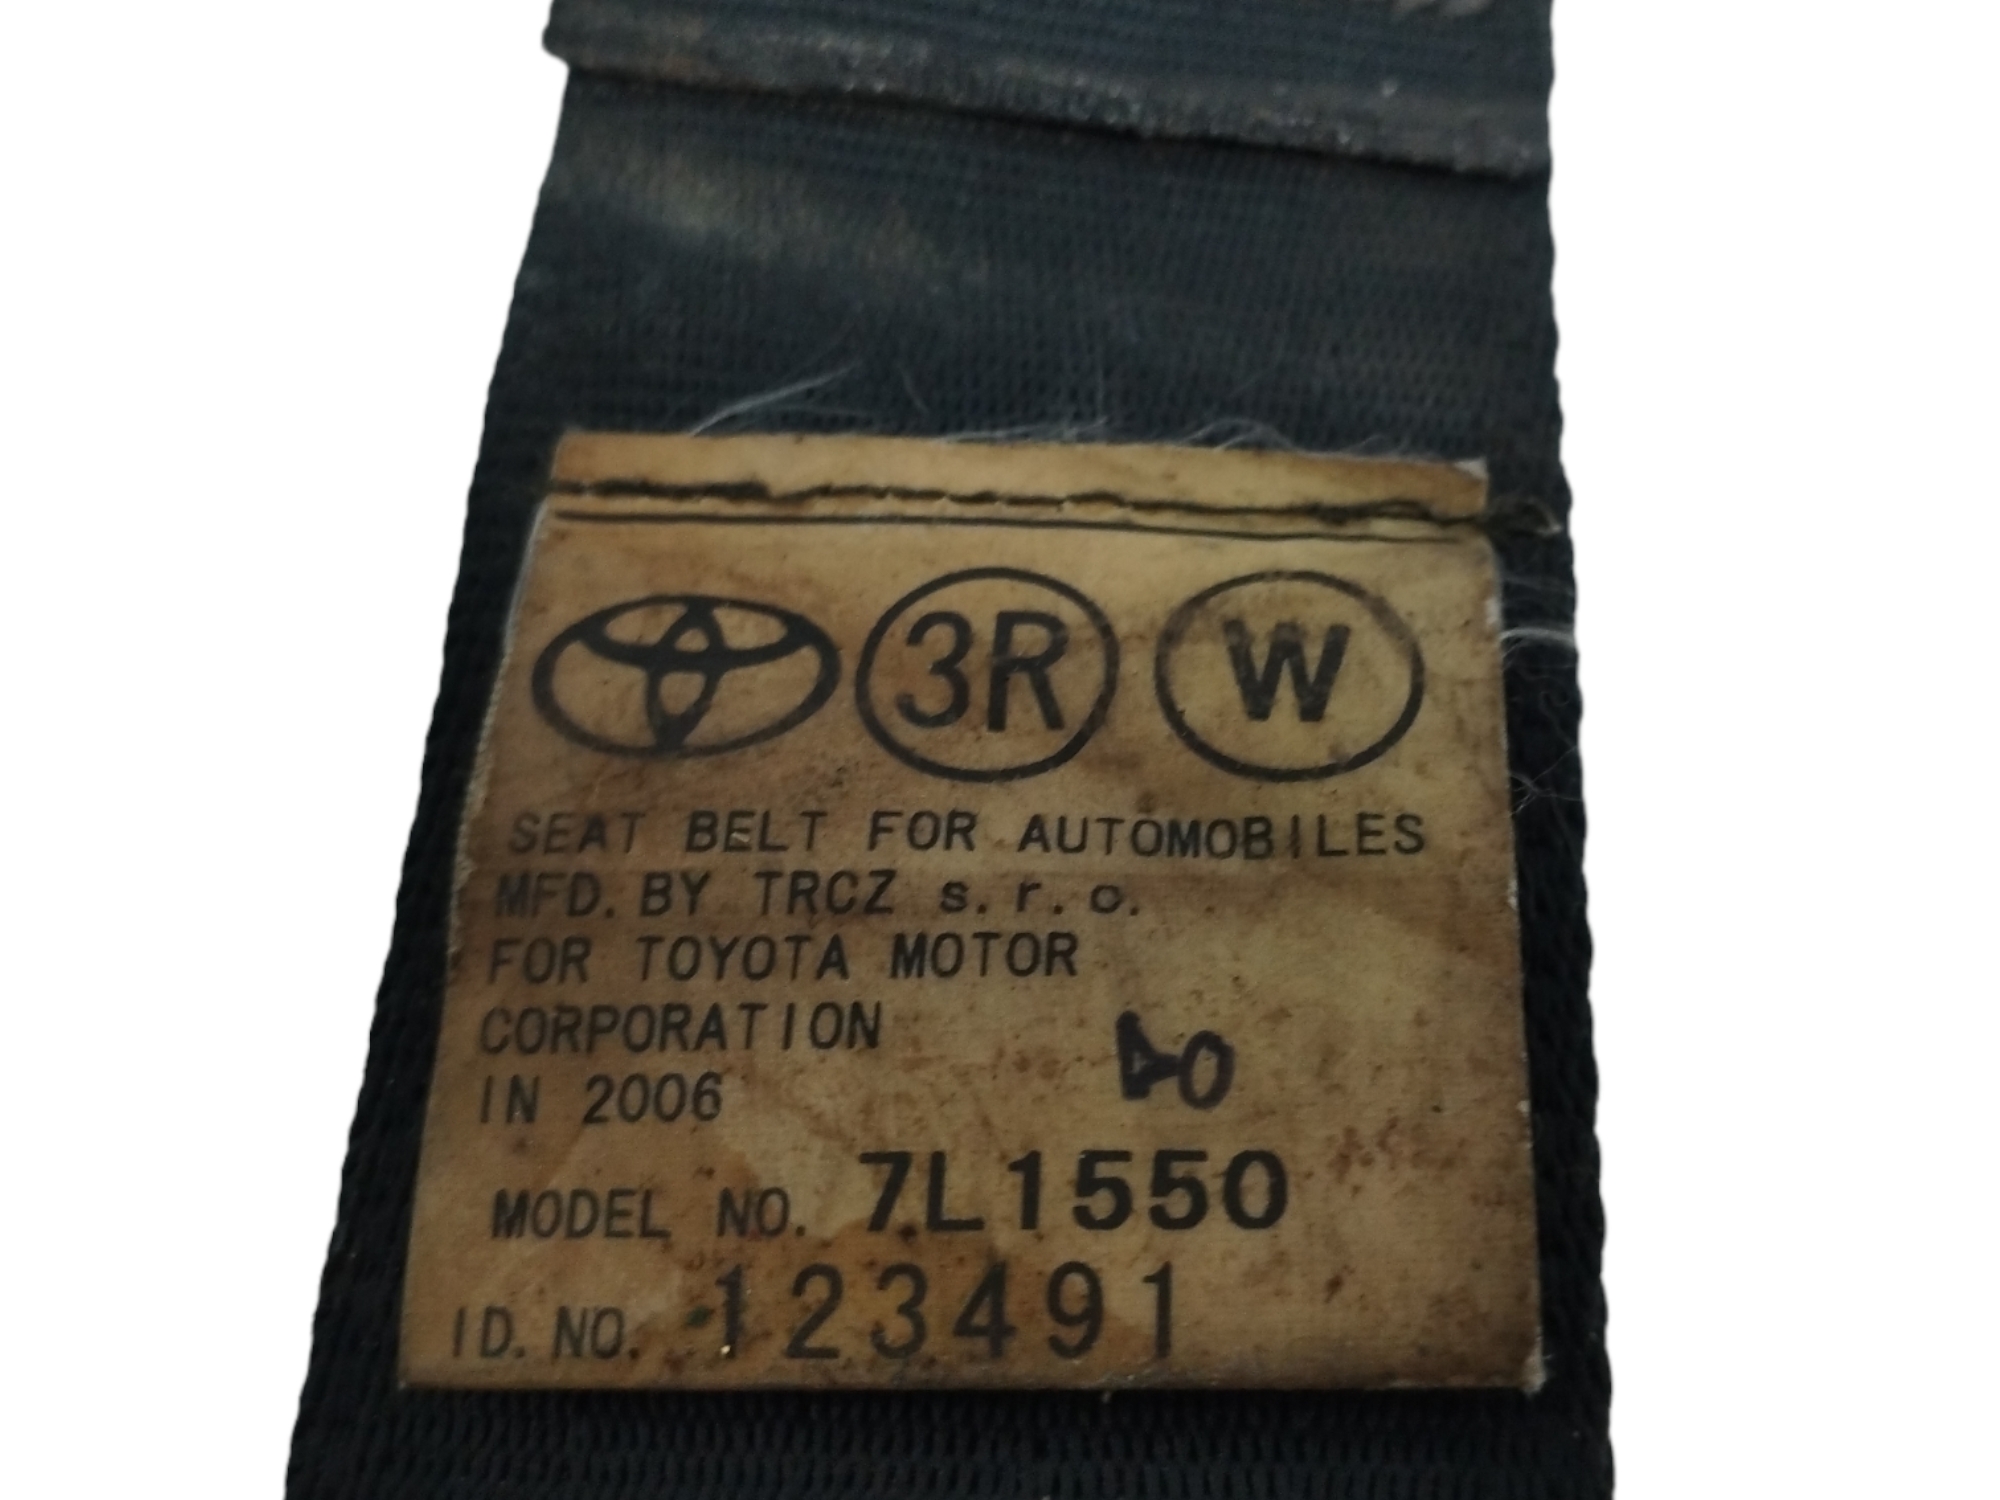 3R W
SEAT BELT FOR AUTOMOBILES
MFD. BY TRCZ s. r. o.
FOR TOYOTA MOTOR
CORPORATION
IN 2006
MODEL NO. 7L1550
ID. NO. 123491